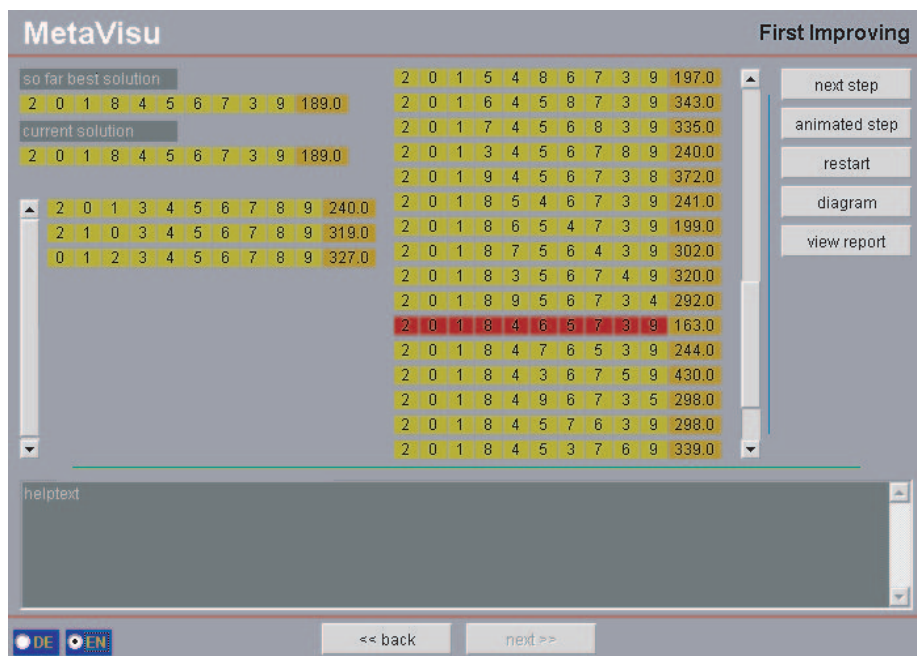 MetaVisu
First Improving
so far best solution
2 0 1 8 4 5 6 7 3 9 189.0
current solution
2 0 1 8 4 5 6 7 3 9 189.0
2 0 1 3 4 5 6 7 8 9 240.0
2 1 0 3 4 5 6 7 8 9 319.0
0 1 2 3 4 5 6 7 8 9 327.0
2 0 1 5 4 8 6 7 3 9 197.0
2 0 1 6 4 5 8 7 3 9 343.0
2 0 1 7 4 5 6 8 3 9 335.0
2 0 1 3 4 5 6 7 8 9 240.0
2 0 1 9 4 5 6 7 3 8 372.0
2 0 1 8 5 4 6 7 3 9 241.0
2 0 1 8 6 5 4 7 3 9 199.0
2 0 1 8 7 5 6 4 3 9 302.0
2 0 1 8 3 5 6 7 4 9 320.0
2 0 1 8 9 5 6 7 3 4 292.0
2 0 1 8 4 6 5 7 3 9 163.0
2 0 1 8 4 7 6 5 3 9 244.0
2 0 1 8 4 3 6 7 5 9 430.0
2 0 1 8 4 9 6 7 3 5 298.0
2 0 1 8 4 5 7 6 3 9 298.0
2 0 1 8 4 5 3 7 6 9 339.0
next step
animated step
restart
diagram
view report
helptext
DE
EN
<< back
next >>